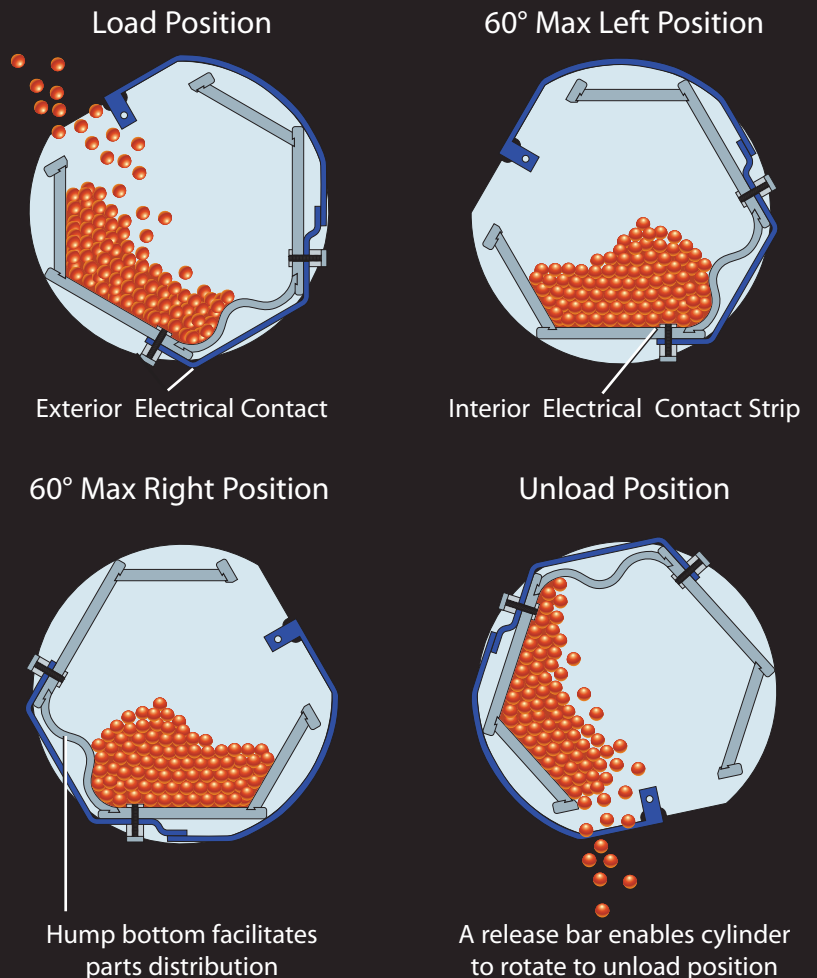 Load Position
60° Max Left Position
Exterior Electrical Contact
Interior Electrical Contact Strip
60° Max Right Position
Unload Position
Hump bottom facilitates
parts distribution
A release bar enables cylinder
to rotate to unload position